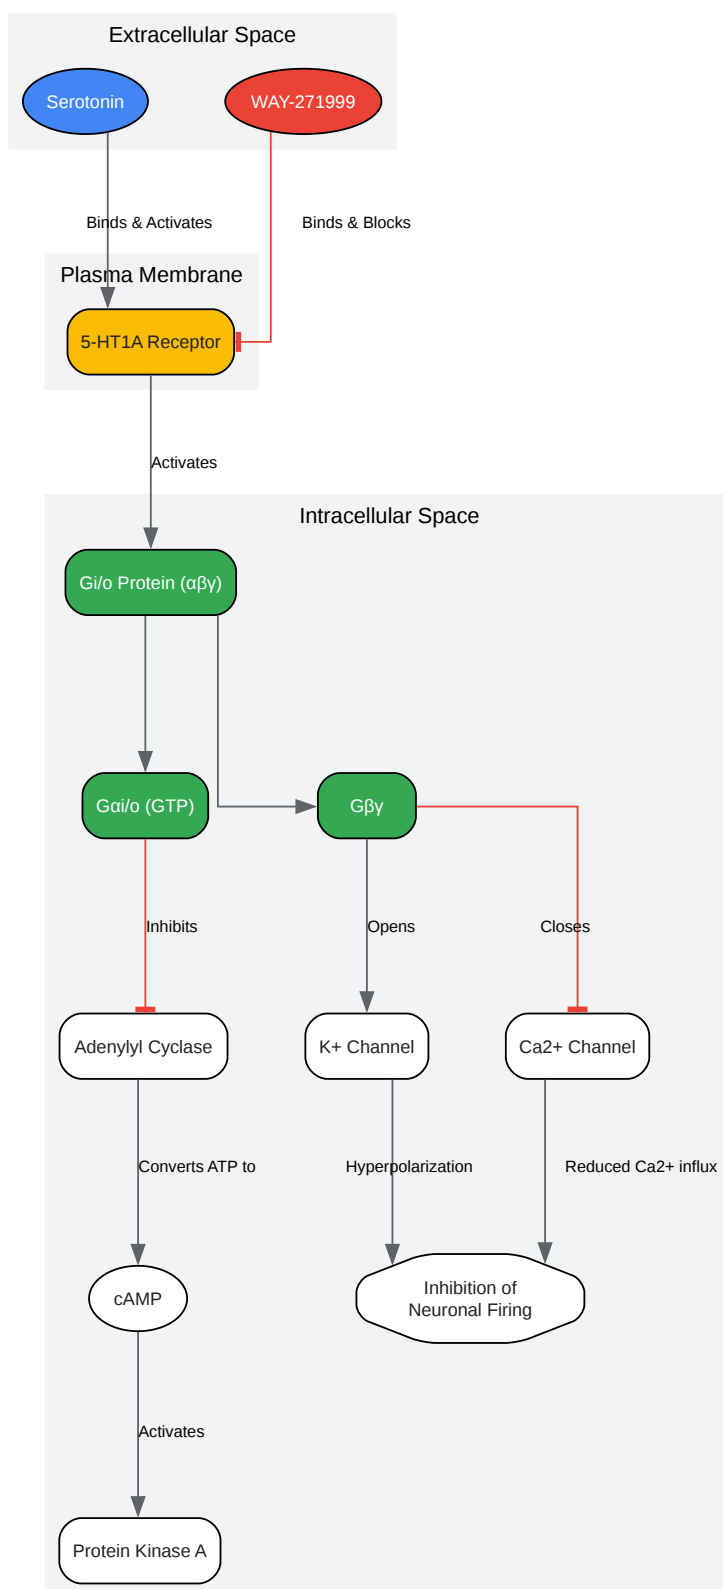 Extracellular Space
Serotonin
WAY-271999
Binds & Activates
Binds & Blocks
Plasma Membrane
5-HT1A Receptor
Activates
Intracellular Space
Gi/o Protein (αβγ)
Gαi/o (GTP)
Gβγ
Inhibits
Opens
Closes
Adenylyl Cyclase
K+ Channel
Ca2+ Channel
Converts ATP to
Hyperpolarization
Reduced Ca2+ influx
cAMP
Inhibition of
Neuronal Firing
Activates
Protein Kinase A